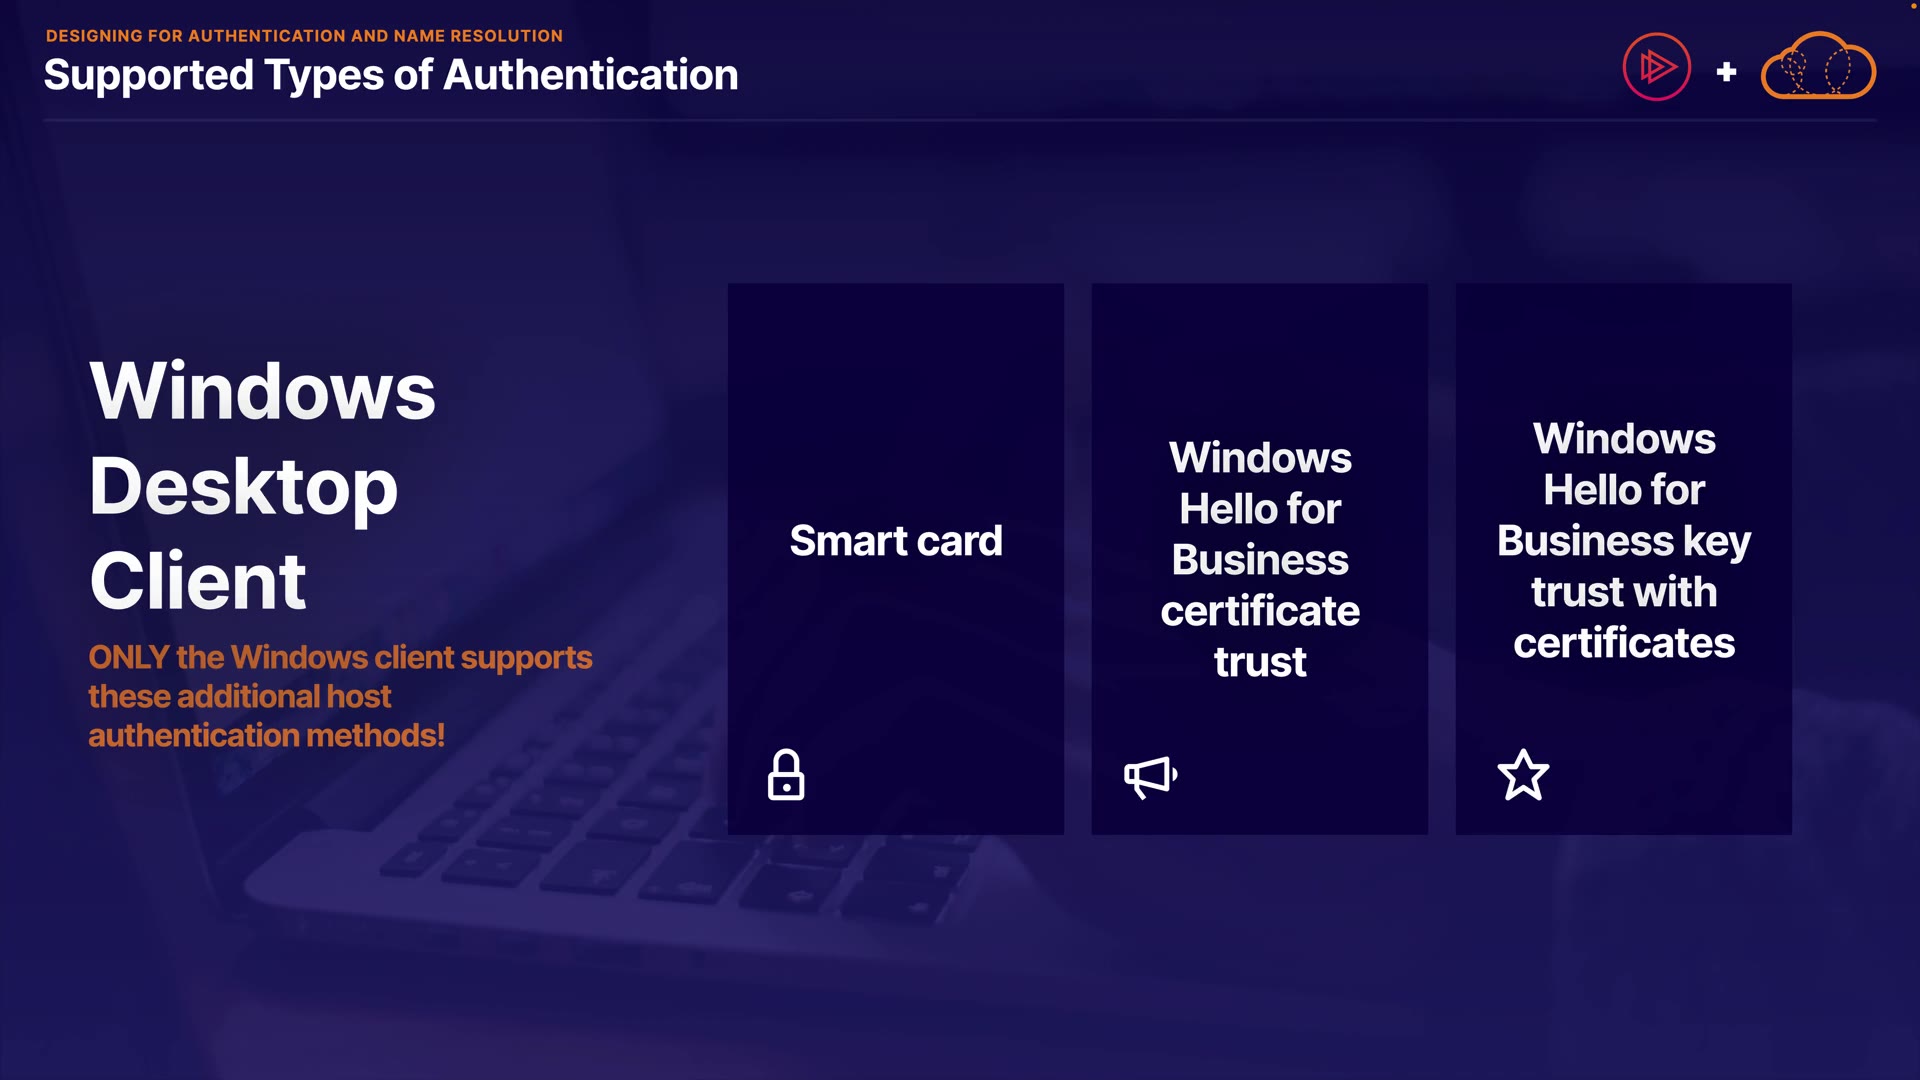 DESIGNING FOR AUTHENTICATION AND NAME RESOLUTION
Supported Types of Authentication
Windows
Desktop
Client
ONLY the Windows client supports
these additional host
authentication methods!
Smart card
Windows
Hello for
Business
certificate
trust
Windows
Hello for
Business key
trust with
certificates